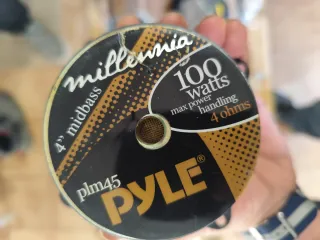 millennia
100
watts
max power
handling
4 ohms
4" midbass
plm45
PYLE®